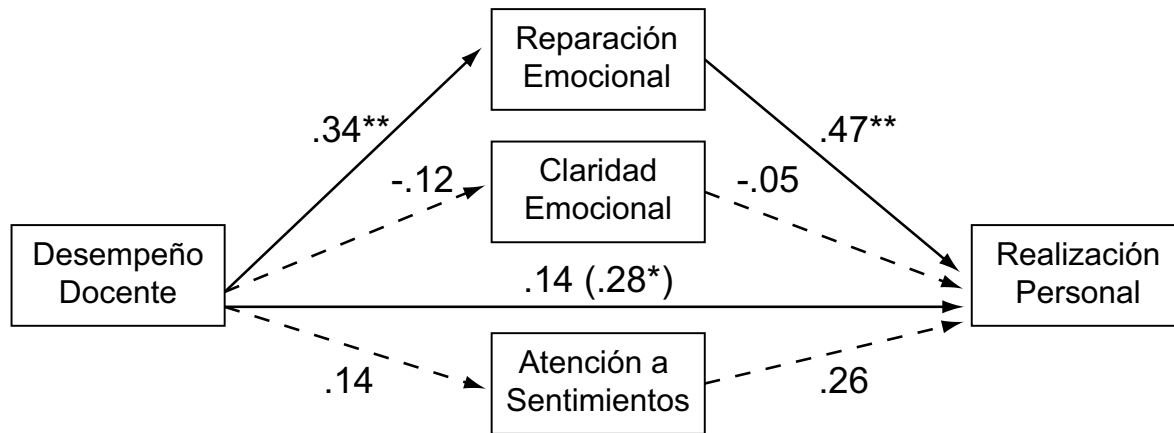 Reparación
Emocional
.34**
.47**
Claridad
Emocional
-.12
-.05
Desempeño
Docente
.14 (.28*)
Realización
Personal
Atención a
Sentimientos
.14
.26